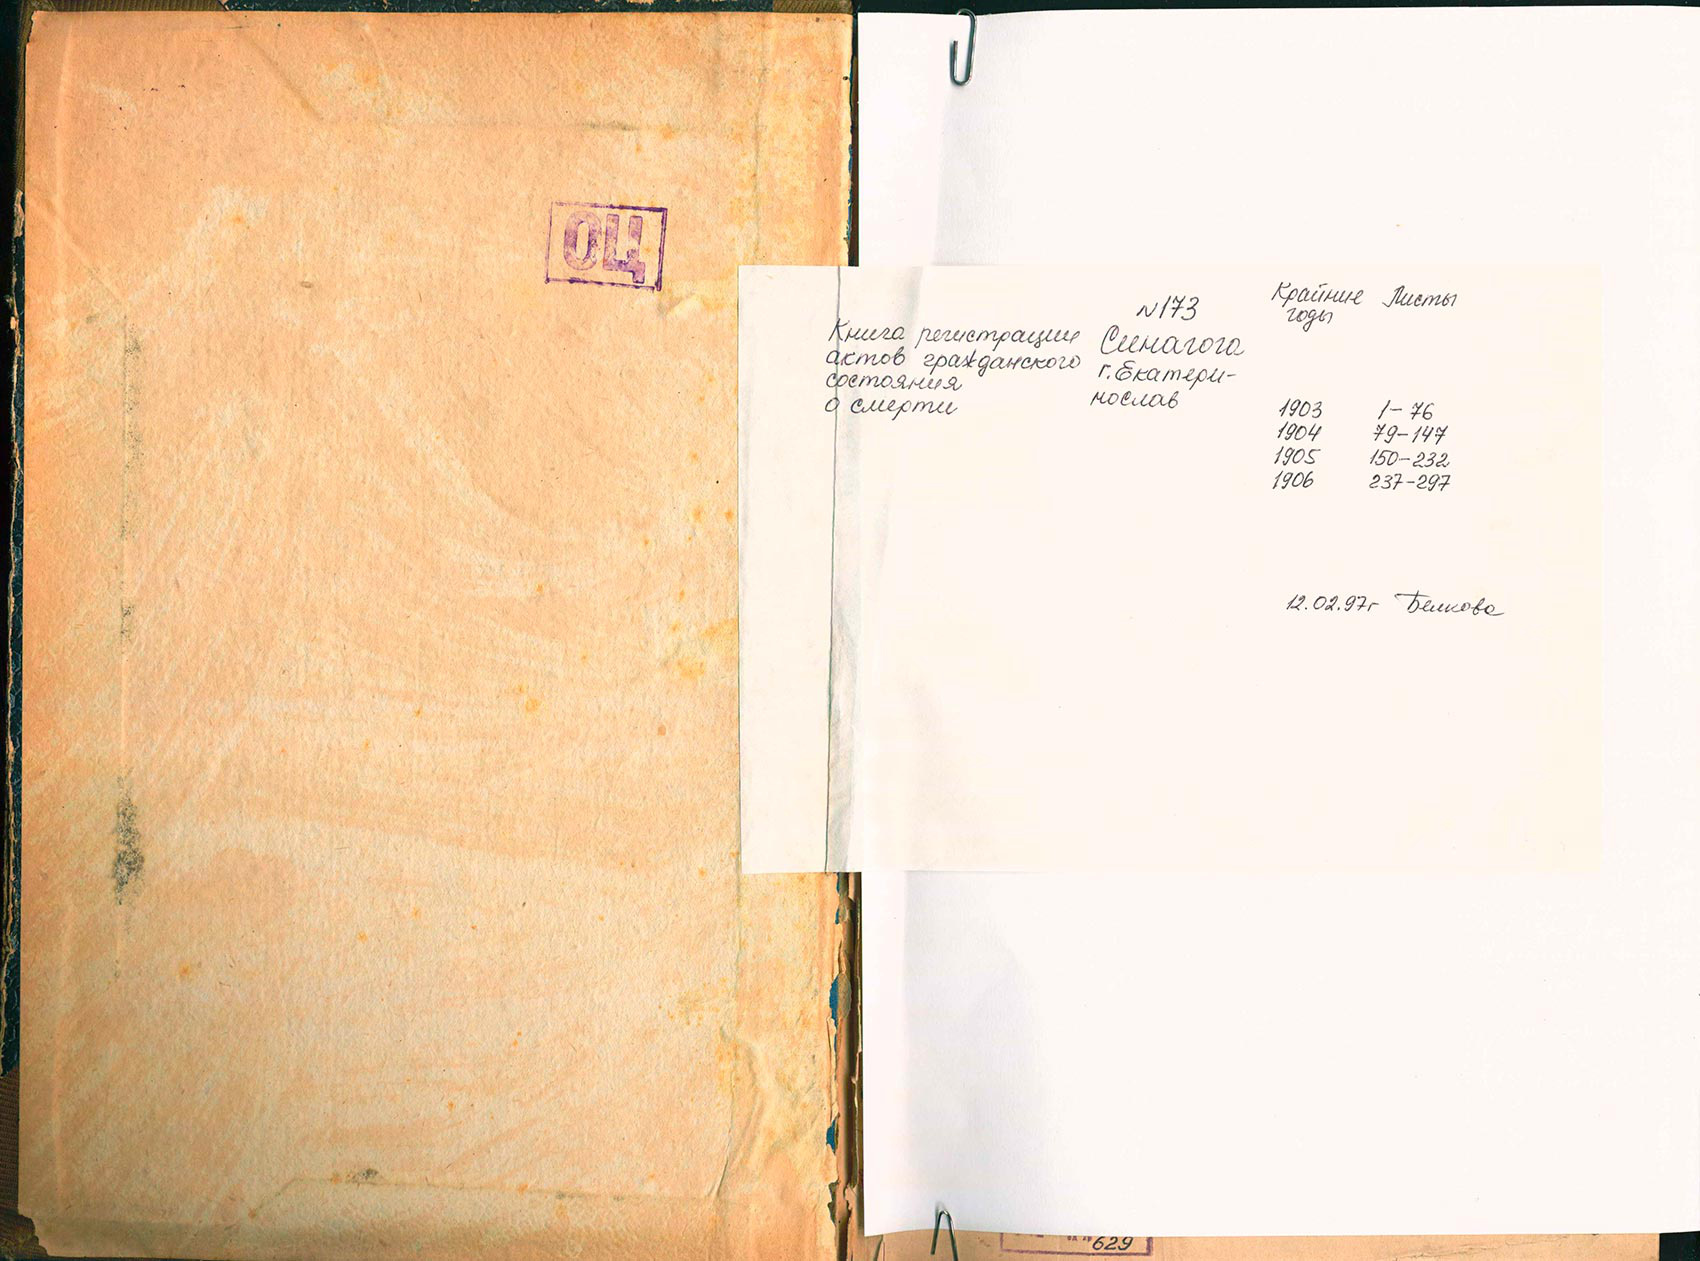 ОЦ
Крайние Листы
годы
N173
Книга регистрации Синагога
актов гражданского г. Екатери-
состояния нослав
о смерти
1903 1-76
1904 79-147
1905 150-232
1906 237-297
12.02.97г Белкова
629